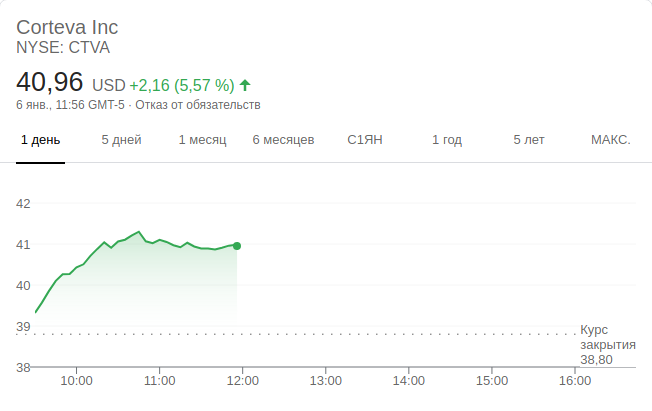 Corteva Inc
NYSE: CTVA
40,96 USD +2,16 (5,57 %)
6 янв., 11:56 GMT-5 · Отказ от обязательств
1 день 5 дней 1 месяц 6 месяцев С1ЯН 1 год 5 лет МАКС.
42
41
40
39
Курс
закрытия
38,80
38
10:00 11:00 12:00 13:00 14:00 15:00 16:00